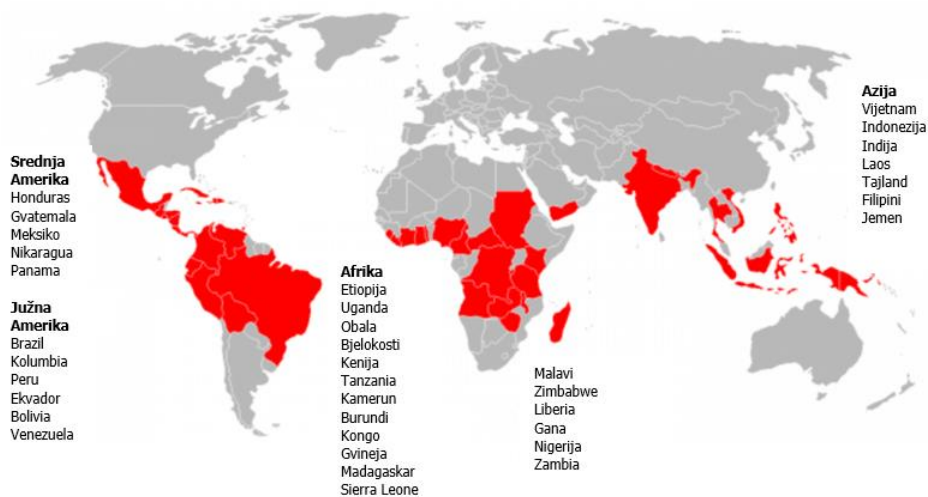 Srednja
Amerika
Honduras
Gvatemala
Meksiko
Nikaragua
Panama
Južna
Amerika
Brazil
Kolumbia
Peru
Ekvador
Bolivia
Venezuela
Afrika
Etiopija
Uganda
Obala
Bjelokosti
Kenija
Tanzania
Kamerun
Burundi
Kongo
Gvineja
Madagaskar
Sierra Leone
Malavi
Zimbabwe
Liberia
Gana
Nigerija
Zambia
Azija
Vijetnam
Indonezija
Indija
Laos
Tajland
Filipini
Jemen